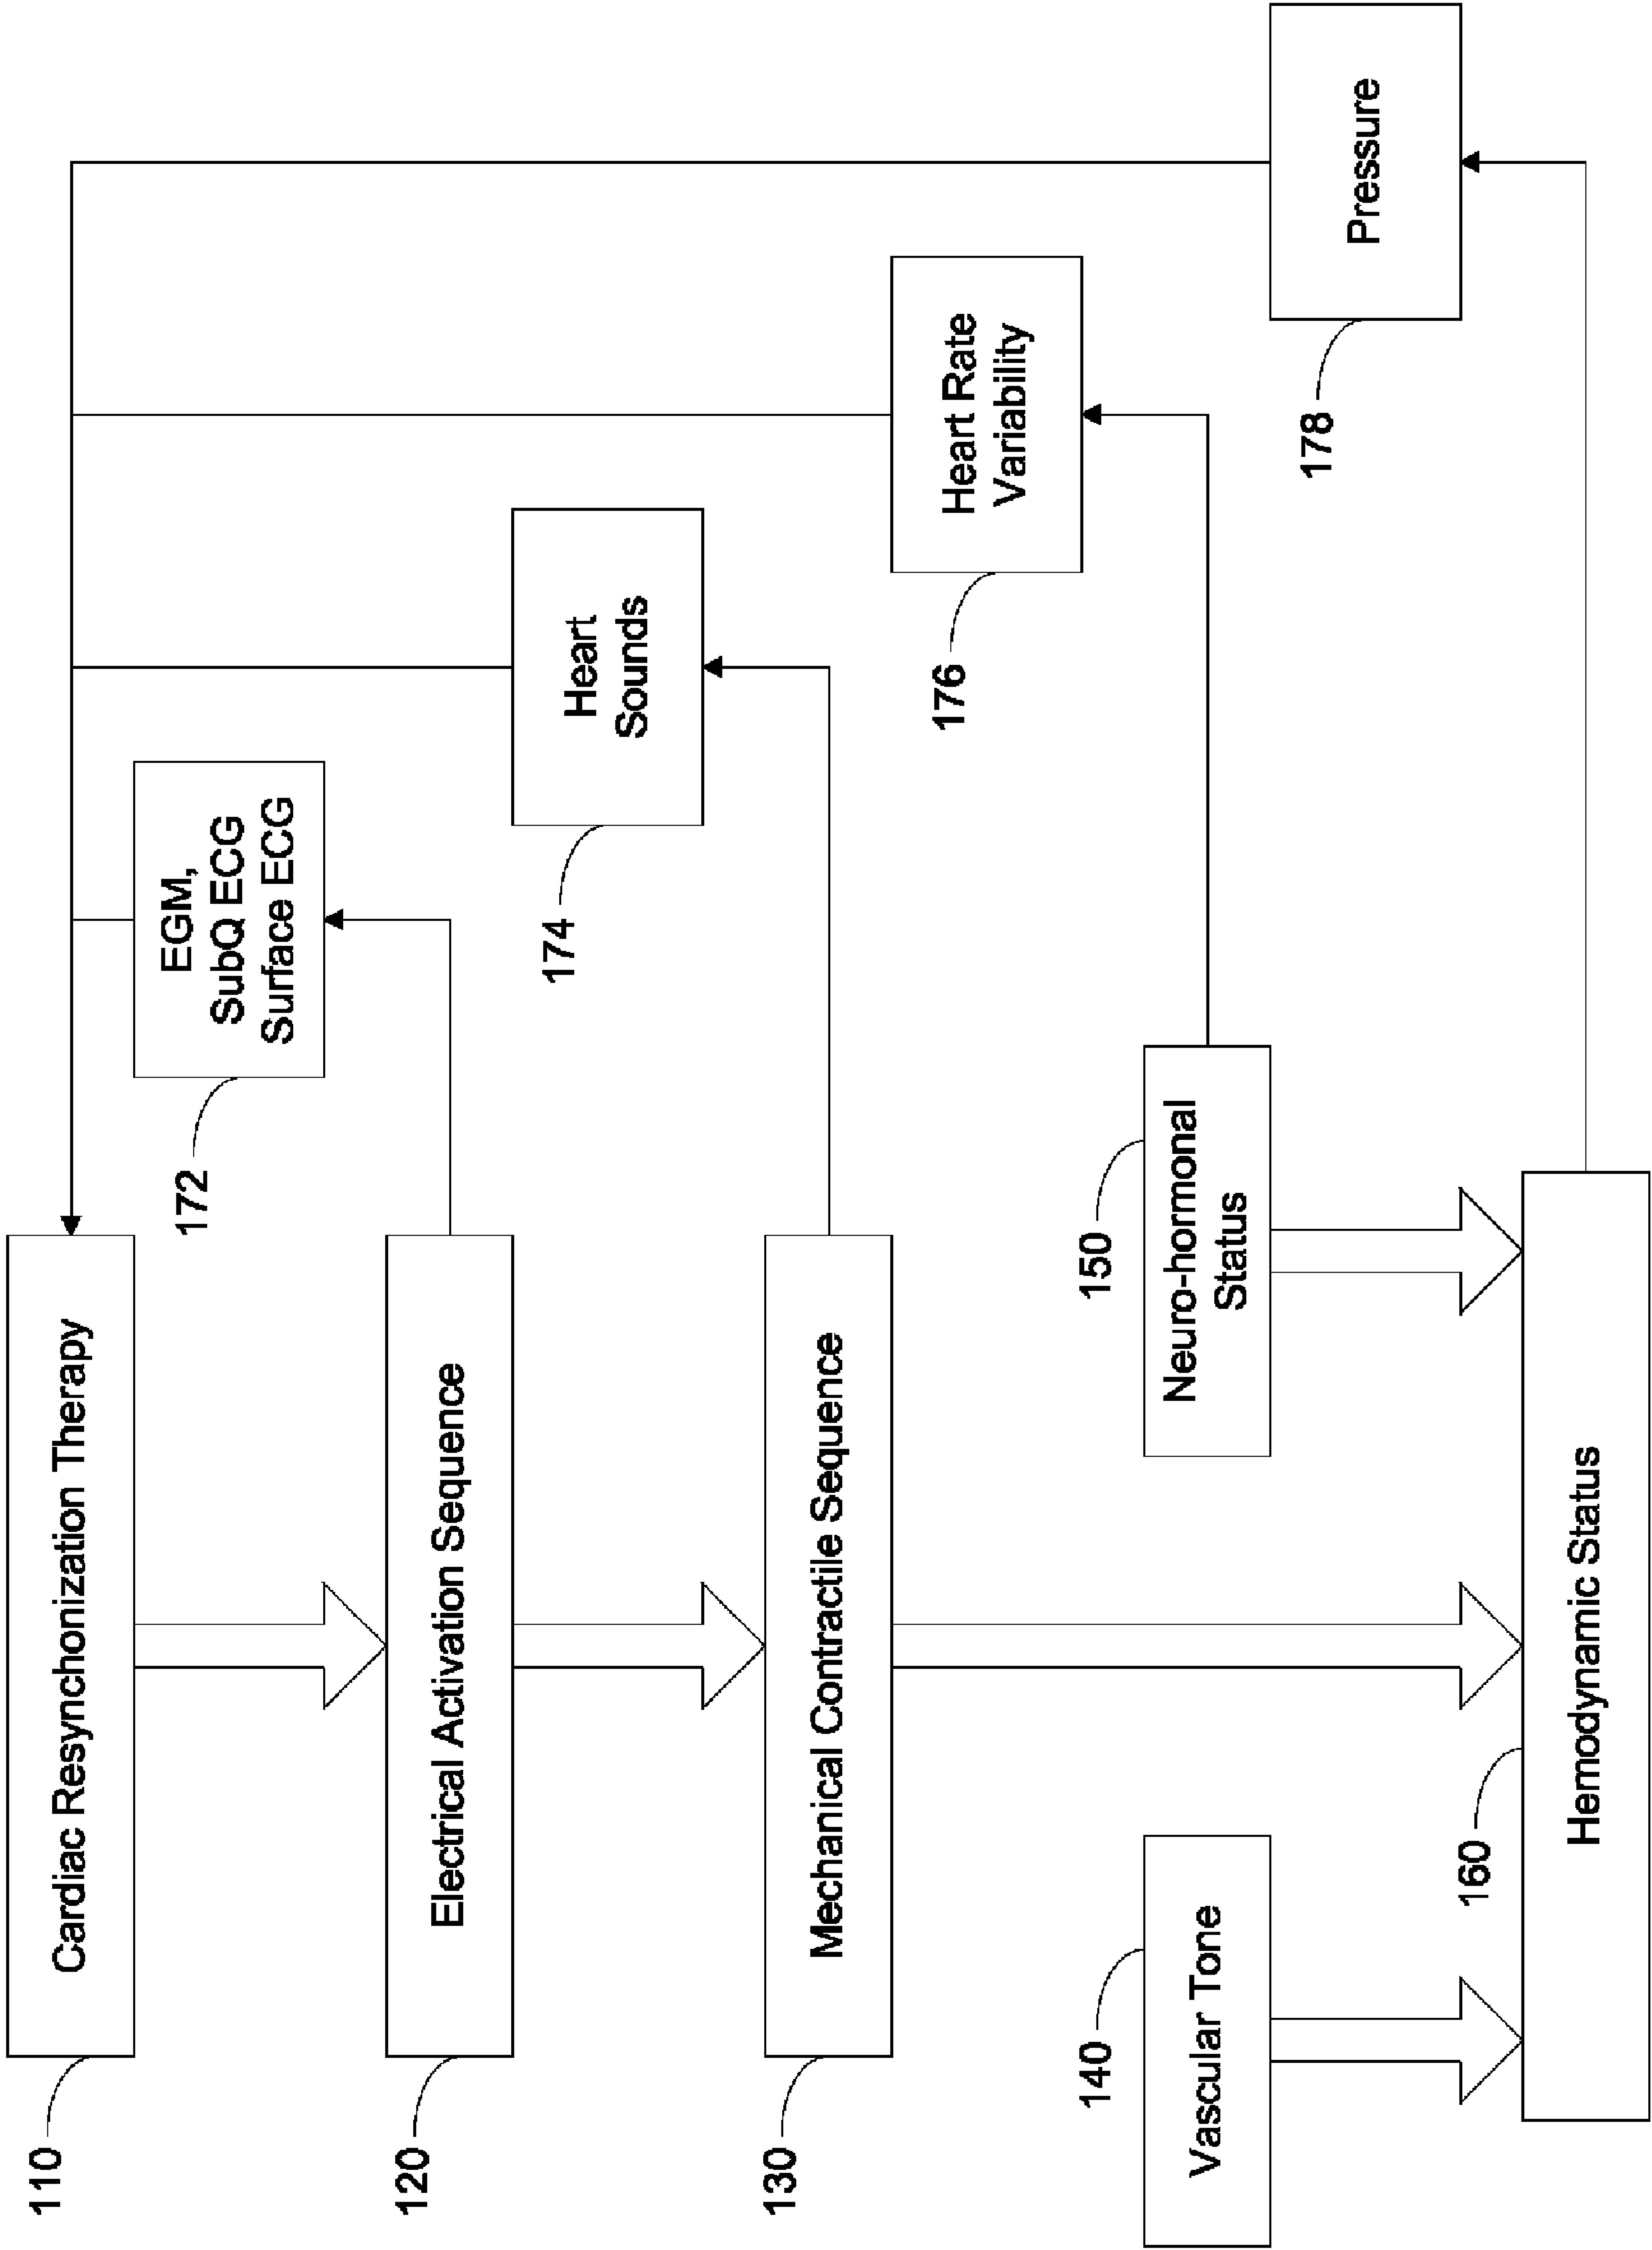 110
Cardiac Resynchonization Therapy
172
EGM,
SubQ ECG
Surface ECG
120
Electrical Activation Sequence
174
Heart
Sounds
130
Mechanical Contractile Sequence
176
Heart Rate
Variability
140
Vascular Tone
150
Neuro-hormonal
Status
178
Pressure
160
Hemodynamic Status